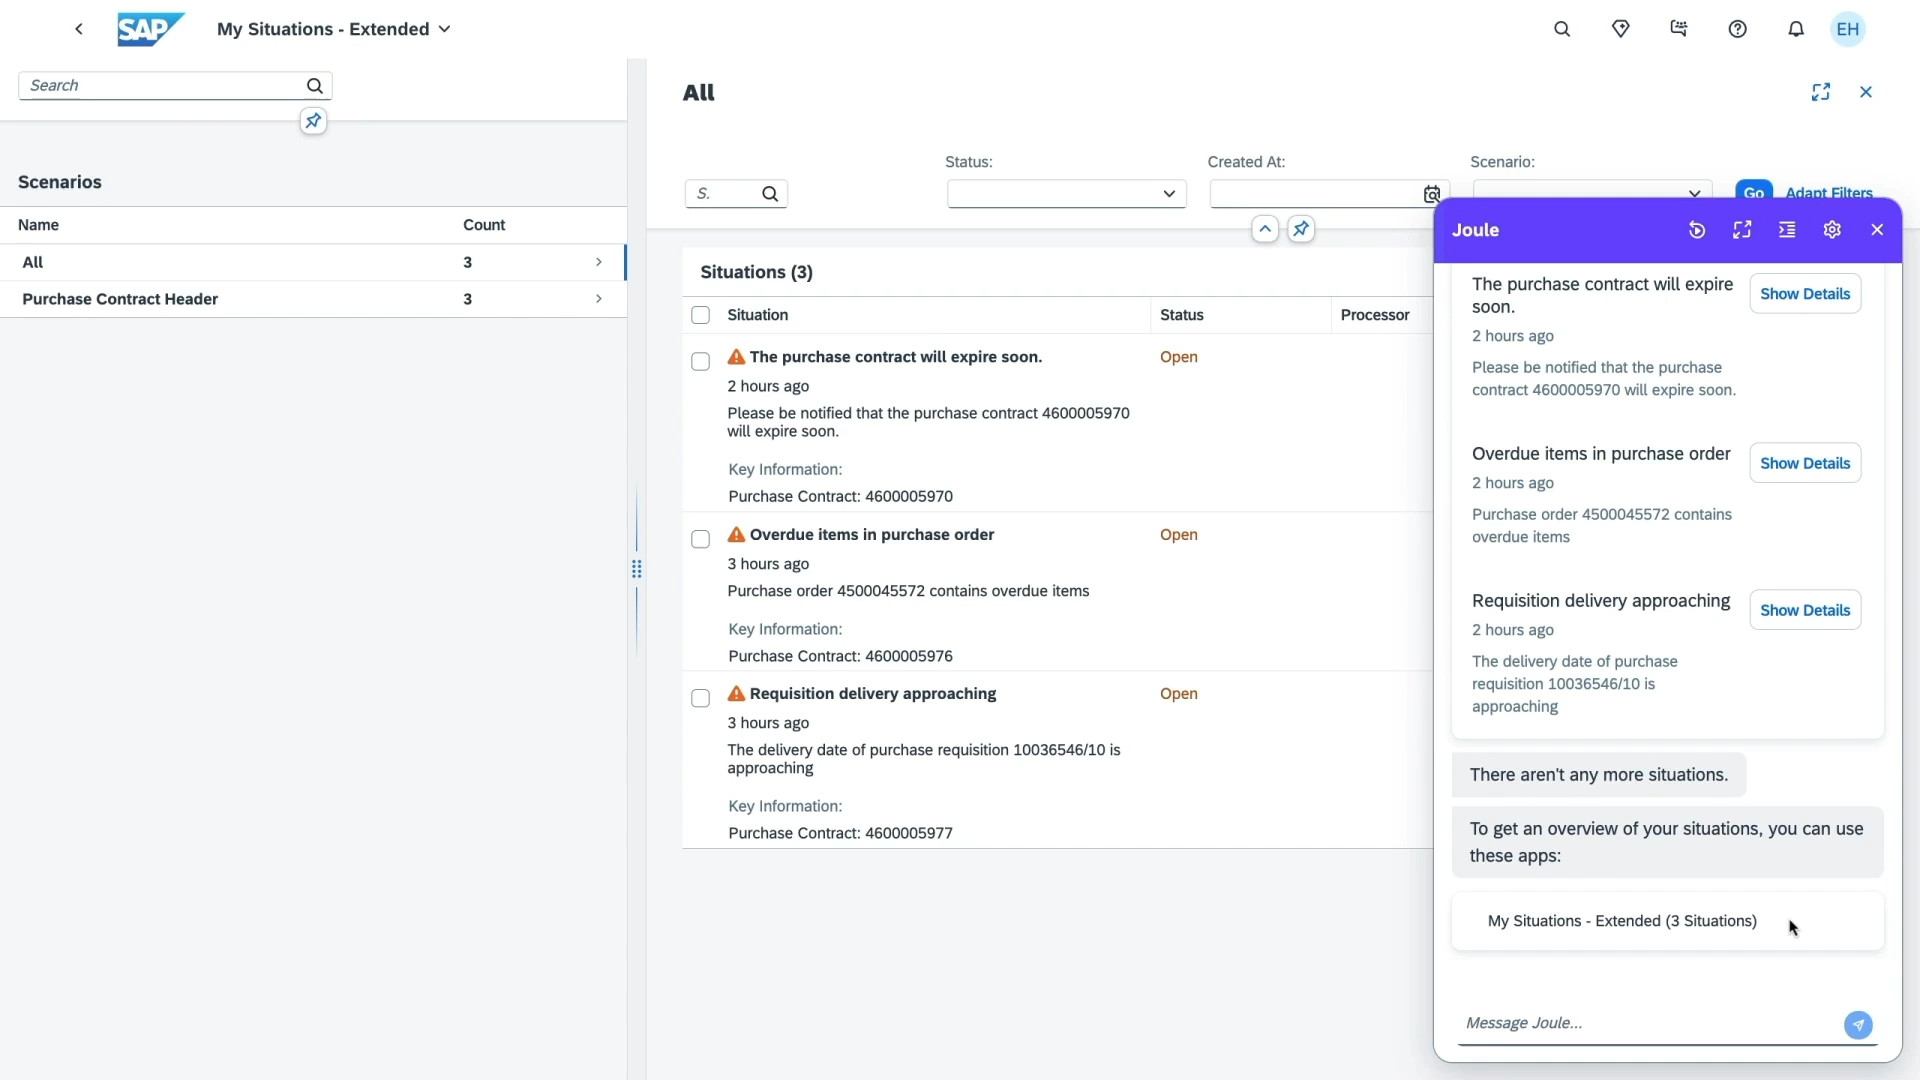 SAP
My Situations - Extended
EH
Search
Scenarios
Name
Count
All
3
Purchase Contract Header
3
All
S.
Status:
Created At:
Scenario:
Go
Adapt Filters
Situations (3)
Situation
Status
Processor
The purchase contract will expire soon.
Open
2 hours ago
Please be notified that the purchase contract 4600005970
will expire soon.
Key Information:
Purchase Contract: 4600005970
Overdue items in purchase order
Open
3 hours ago
Purchase order 4500045572 contains overdue items
Key Information:
Purchase Contract: 4600005976
Requisition delivery approaching
Open
3 hours ago
The delivery date of purchase requisition 10036546/10 is
approaching
Key Information:
Purchase Contract: 4600005977
Joule
The purchase contract will expire
soon.
Show Details
2 hours ago
Please be notified that the purchase
contract 4600005970 will expire soon.
Overdue items in purchase order
Show Details
2 hours ago
Purchase order 4500045572 contains
overdue items
Requisition delivery approaching
Show Details
2 hours ago
The delivery date of purchase
requisition 10036546/10 is
approaching
There aren't any more situations.
To get an overview of your situations, you can use
these apps:
My Situations - Extended (3 Situations)
Message Joule...